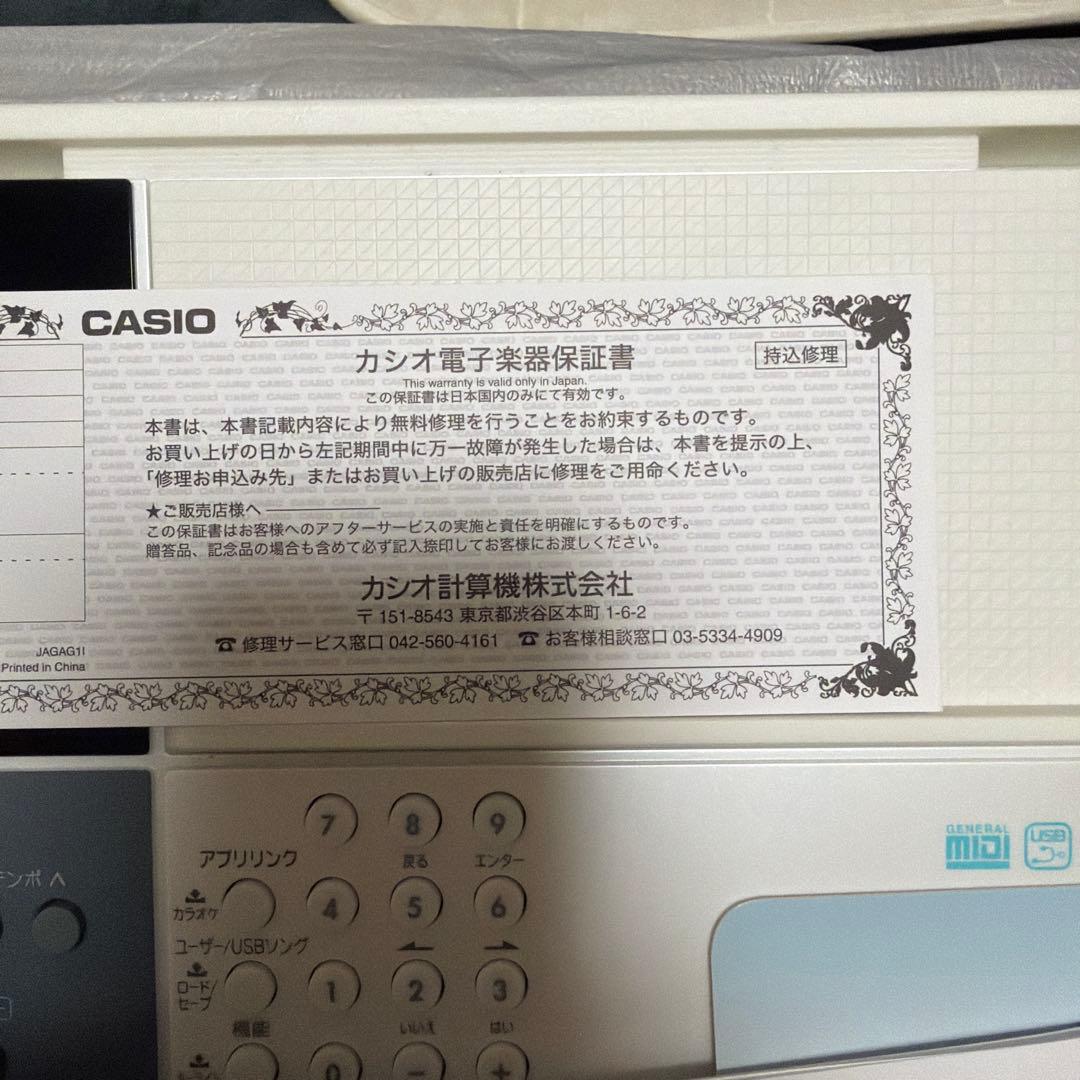 CASIO
カシオ電子楽器保証書
持込修理
This warranty is valid only in Japan.
この保証書は日本国内のみにて有効です。
本書は、本書記載内容により無料修理を行うことをお約束するものです。
お買い上げの日から左記期間中に万一故障が発生した場合は、本書を提示の上、
「修理お申込み先」またはお買い上げの販売店に修理をご用命ください。
★ご販売店様へ
この保証書はお客様へのアフターサービスの実施と責任を明確にするものです。
贈答品、記念品の場合も含めて必ず記入捺印してお客様にお渡しください。
カシオ計算機株式会社
〒151-8543 東京都渋谷区本町 1-6-2
☎ 修理サービス窓口 042-560-4161 ☎ お客様相談窓口 03-5334-4909
JAGAG1I
Printed in China
7 8 9
アプリリンク 戻る エンター
GENERAL
MIDI
USB
テンポ ∧
カラオケ
4 5 6
ユーザー/USBソング ← →
ロード/
セーブ
1 2 3
機能 いいえ はい
0 − +